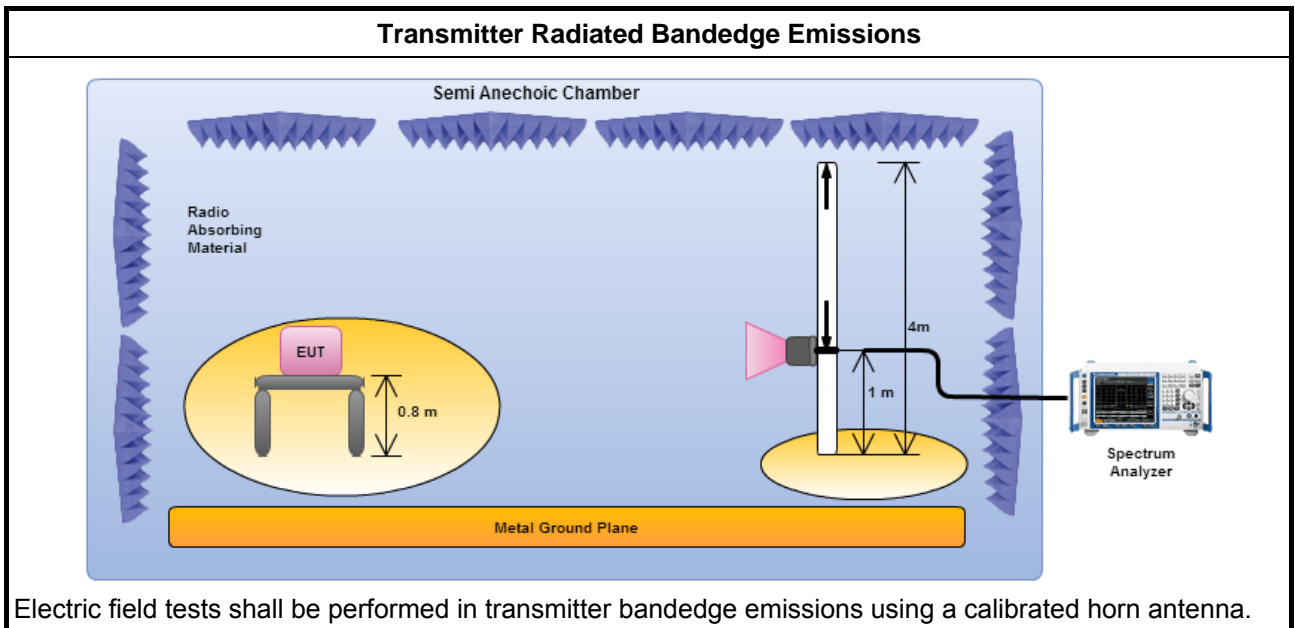 Transmitter Radiated Bandedge Emissions
Semi Anechoic Chamber
Radio
Absorbing
Material
EUT
0.8 m
4m
1 m
Spectrum
Analyzer
Metal Ground Plane
Electric field tests shall be performed in transmitter bandedge emissions using a calibrated horn antenna.